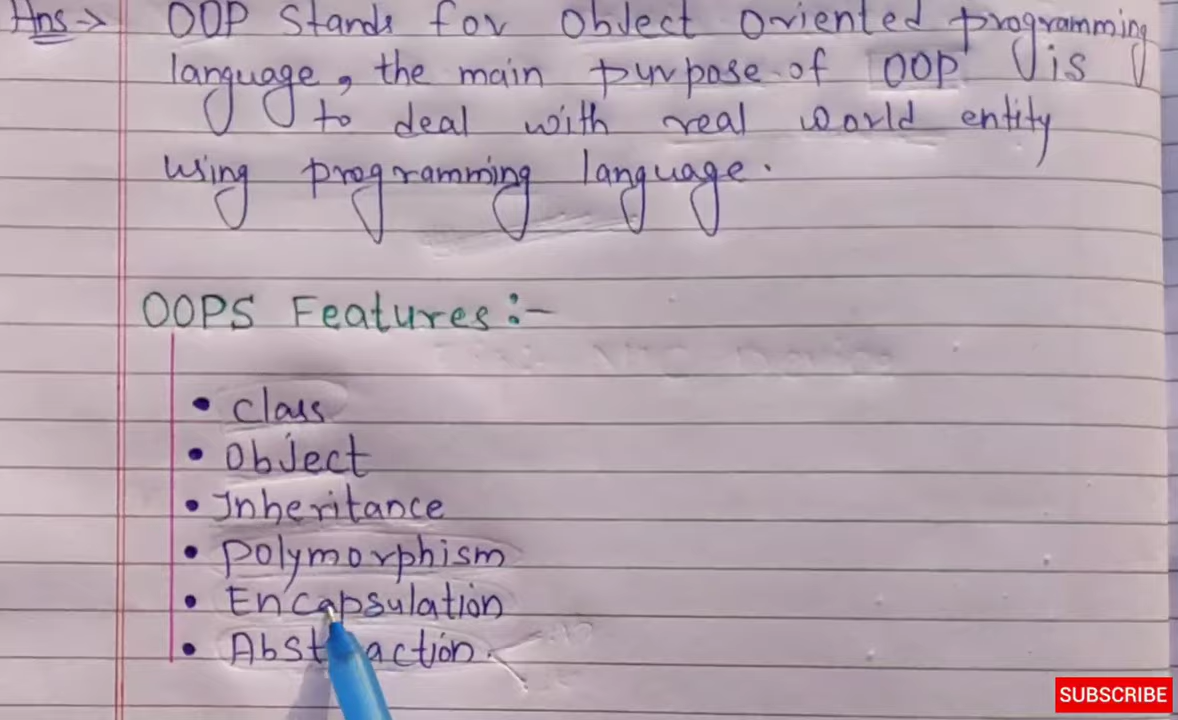 Ans-> OOP Stands for Object Oriented programming
language, the main purpose of OOP is
to deal with real world entity
using programming language.
OOPS Features:-
• Class
• Object
• Inheritance
• Polymorphism
• Encapsulation
• Abstraction
SUBSCRIBE